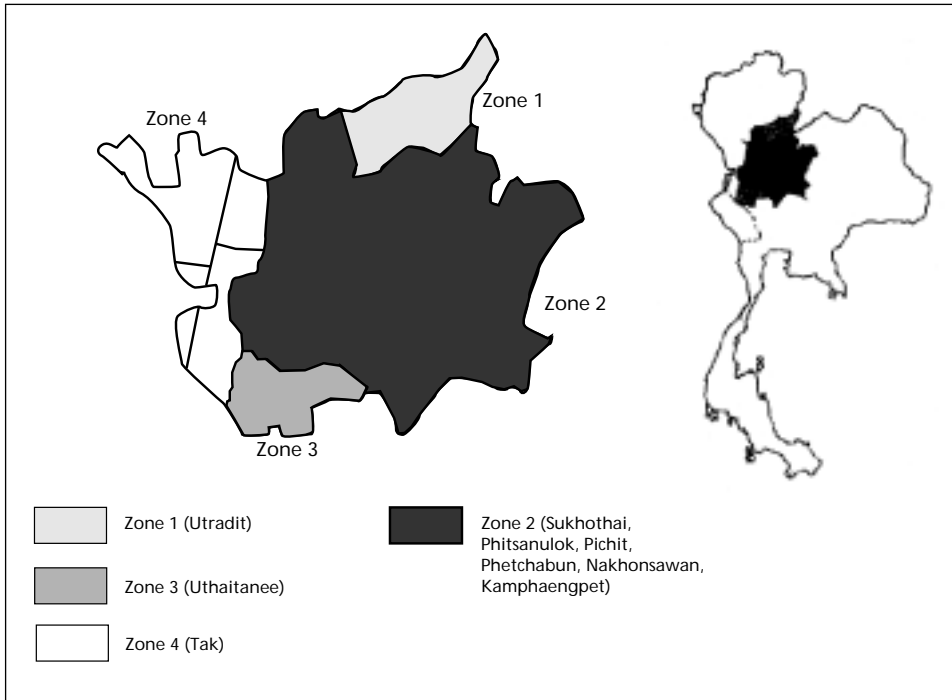 Zone 1
Zone 4
Zone 2
Zone 3
Zone 1 (Utradit)
Zone 2 (Sukhothai,
Phitsanulok, Pichit,
Phetchabun, Nakhonsawan,
Kamphaengpet)
Zone 3 (Uthaitanee)
Zone 4 (Tak)